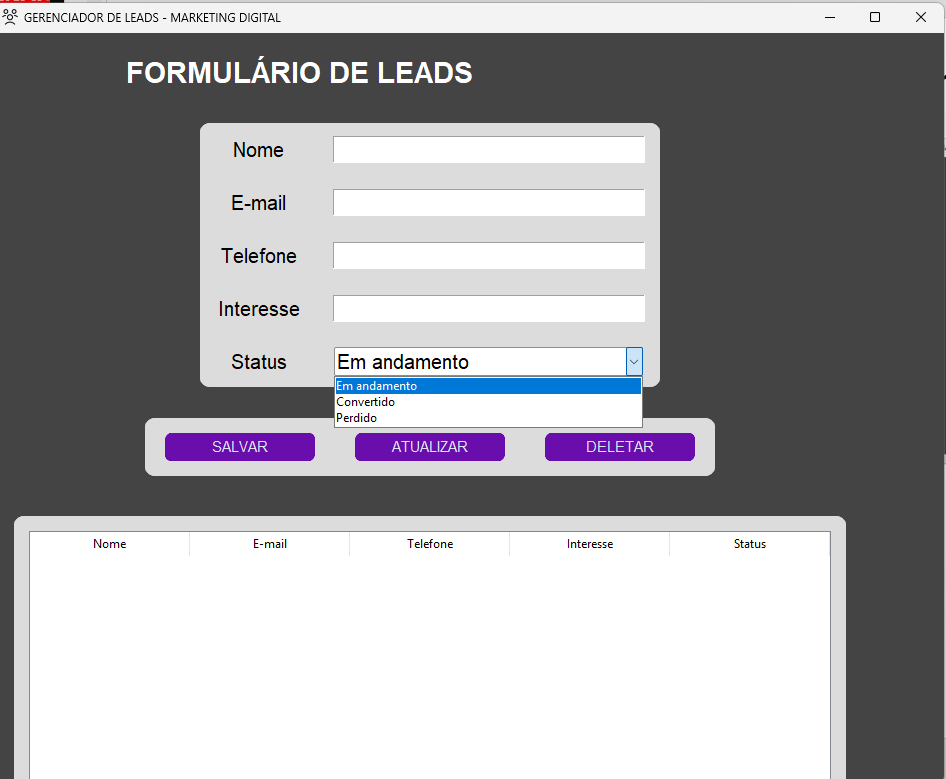 GERENCIADOR DE LEADS - MARKETING DIGITAL
FORMULÁRIO DE LEADS
Nome
E-mail
Telefone
Interesse
Status Em andamento
Em andamento
Convertido
Perdido
SALVAR ATUALIZAR DELETAR
Nome E-mail Telefone Interesse Status